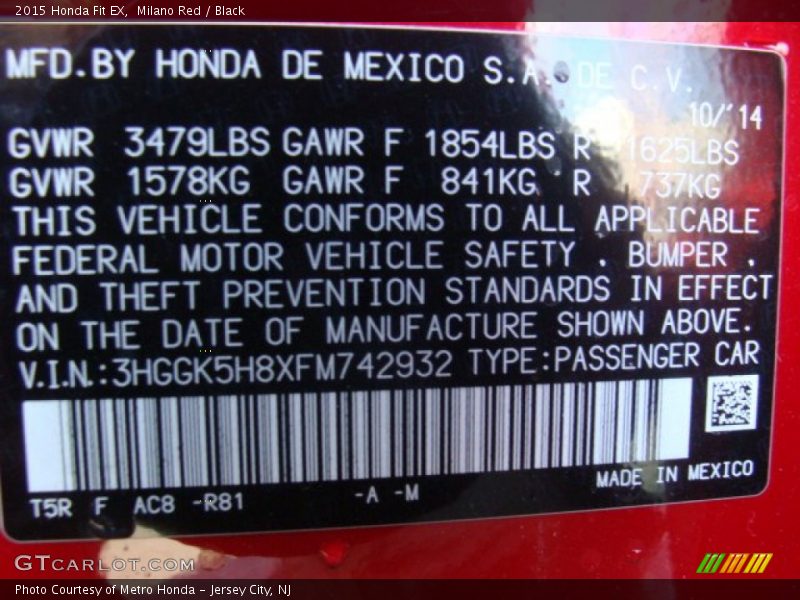 2015 Honda Fit EX,  Milano Red / Black
MFD.BY HONDA DE MEXICO S.A. DE C.V.
10/'14
GVWR 3479LBS GAWR F 1854LBS R 1625LBS
GVWR 1578KG GAWR F 841KG R 737KG
THIS VEHICLE CONFORMS TO ALL APPLICABLE
FEDERAL MOTOR VEHICLE SAFETY , BUMPER ,
AND THEFT PREVENTION STANDARDS IN EFFECT
ON THE DATE OF MANUFACTURE SHOWN ABOVE.
V.I.N.:3HGGK5H8XFM742932 TYPE:PASSENGER CAR
MADE IN MEXICO
T5R F AC8 -R81 -A -M
GTCARLOT.COM
Photo Courtesy of Metro Honda - Jersey City, NJ